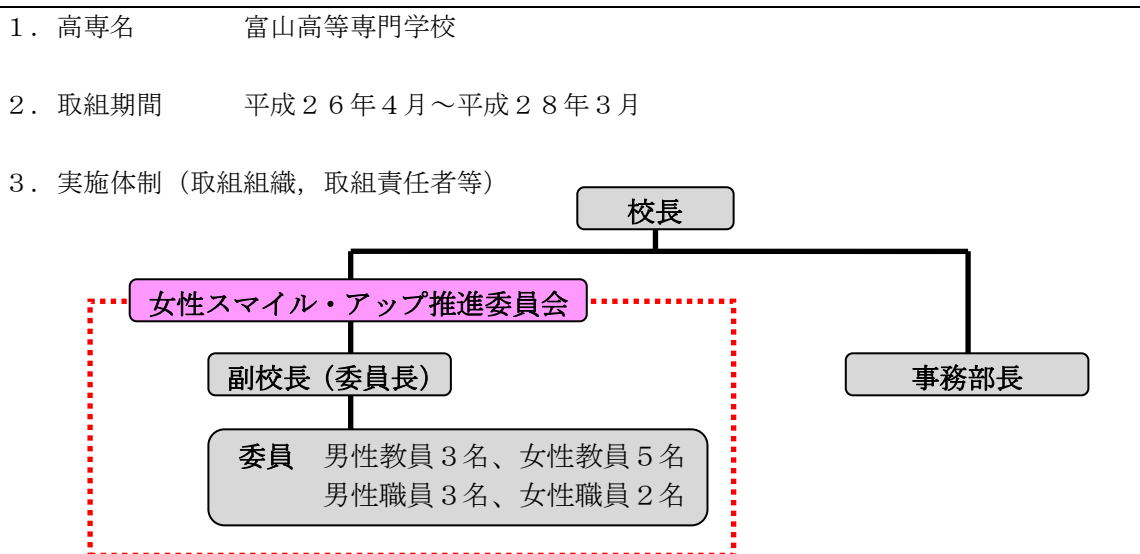 １．高専名　　　富山高等専門学校
２．取組期間　　平成２６年４月～平成２８年３月
３．実施体制（取組組織，取組責任者等）
校長
女性スマイル・アップ推進委員会
副校長（委員長）
事務部長
委員　男性教員３名、女性教員５名
男性職員３名、女性職員２名